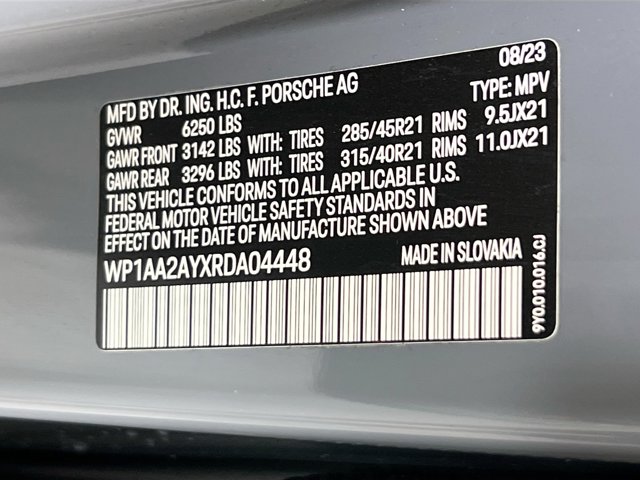 08/23
MFD BY DR. ING. H.C. F. PORSCHE AG TYPE: MPV
GVWR 6250 LBS
GAWR FRONT 3142 LBS WITH: TIRES 285/45R21 RIMS 9.5JX21
GAWR REAR 3296 LBS WITH: TIRES 315/40R21 RIMS 11.0JX21
THIS VEHICLE CONFORMS TO ALL APPLICABLE U.S.
FEDERAL MOTOR VEHICLE SAFETY STANDARDS IN
EFFECT ON THE DATE OF MANUFACTURE SHOWN ABOVE
WP1AA2AYXRDA04448 MADE IN SLOVAKIA
9Y0.010.016.CJ